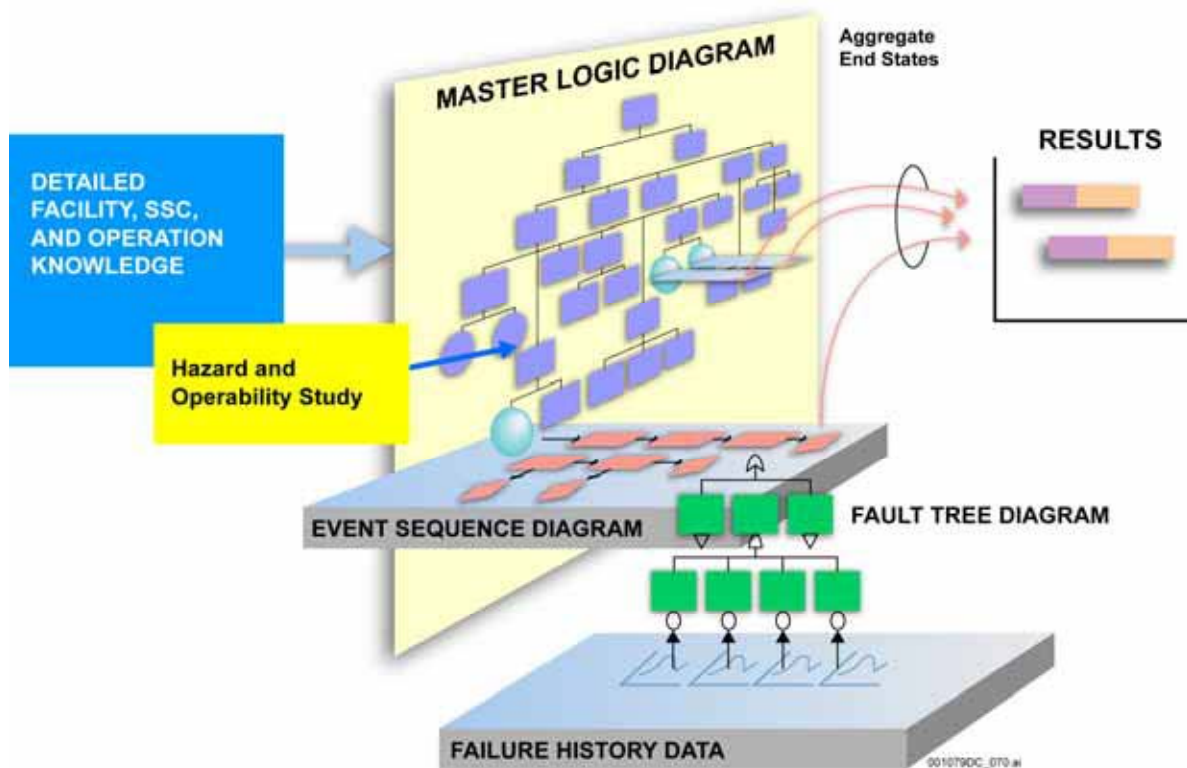 MASTER LOGIC DIAGRAM
Aggregate
End States
RESULTS
DETAILED
FACILITY, SSC,
AND OPERATION
KNOWLEDGE
Hazard and
Operability Study
EVENT SEQUENCE DIAGRAM
FAULT TREE DIAGRAM
FAILURE HISTORY DATA
001079DC_070.ai